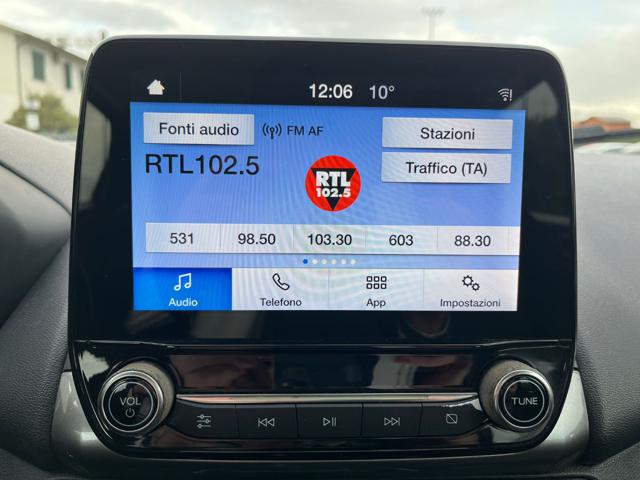 12:06 10°
Fonti audio FM AF Stazioni
RTL102.5 Traffico (TA)
RTL
102.5
531 98.50 103.30 603 88.30
Audio Telefono App Impostazioni
VOL TUNE